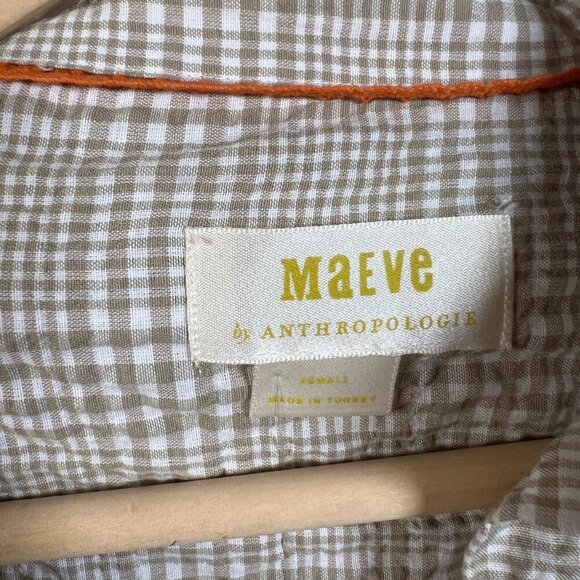 MaEVe
by ANTHROPOLOGIE
XSMALL
MADE IN TURKEY